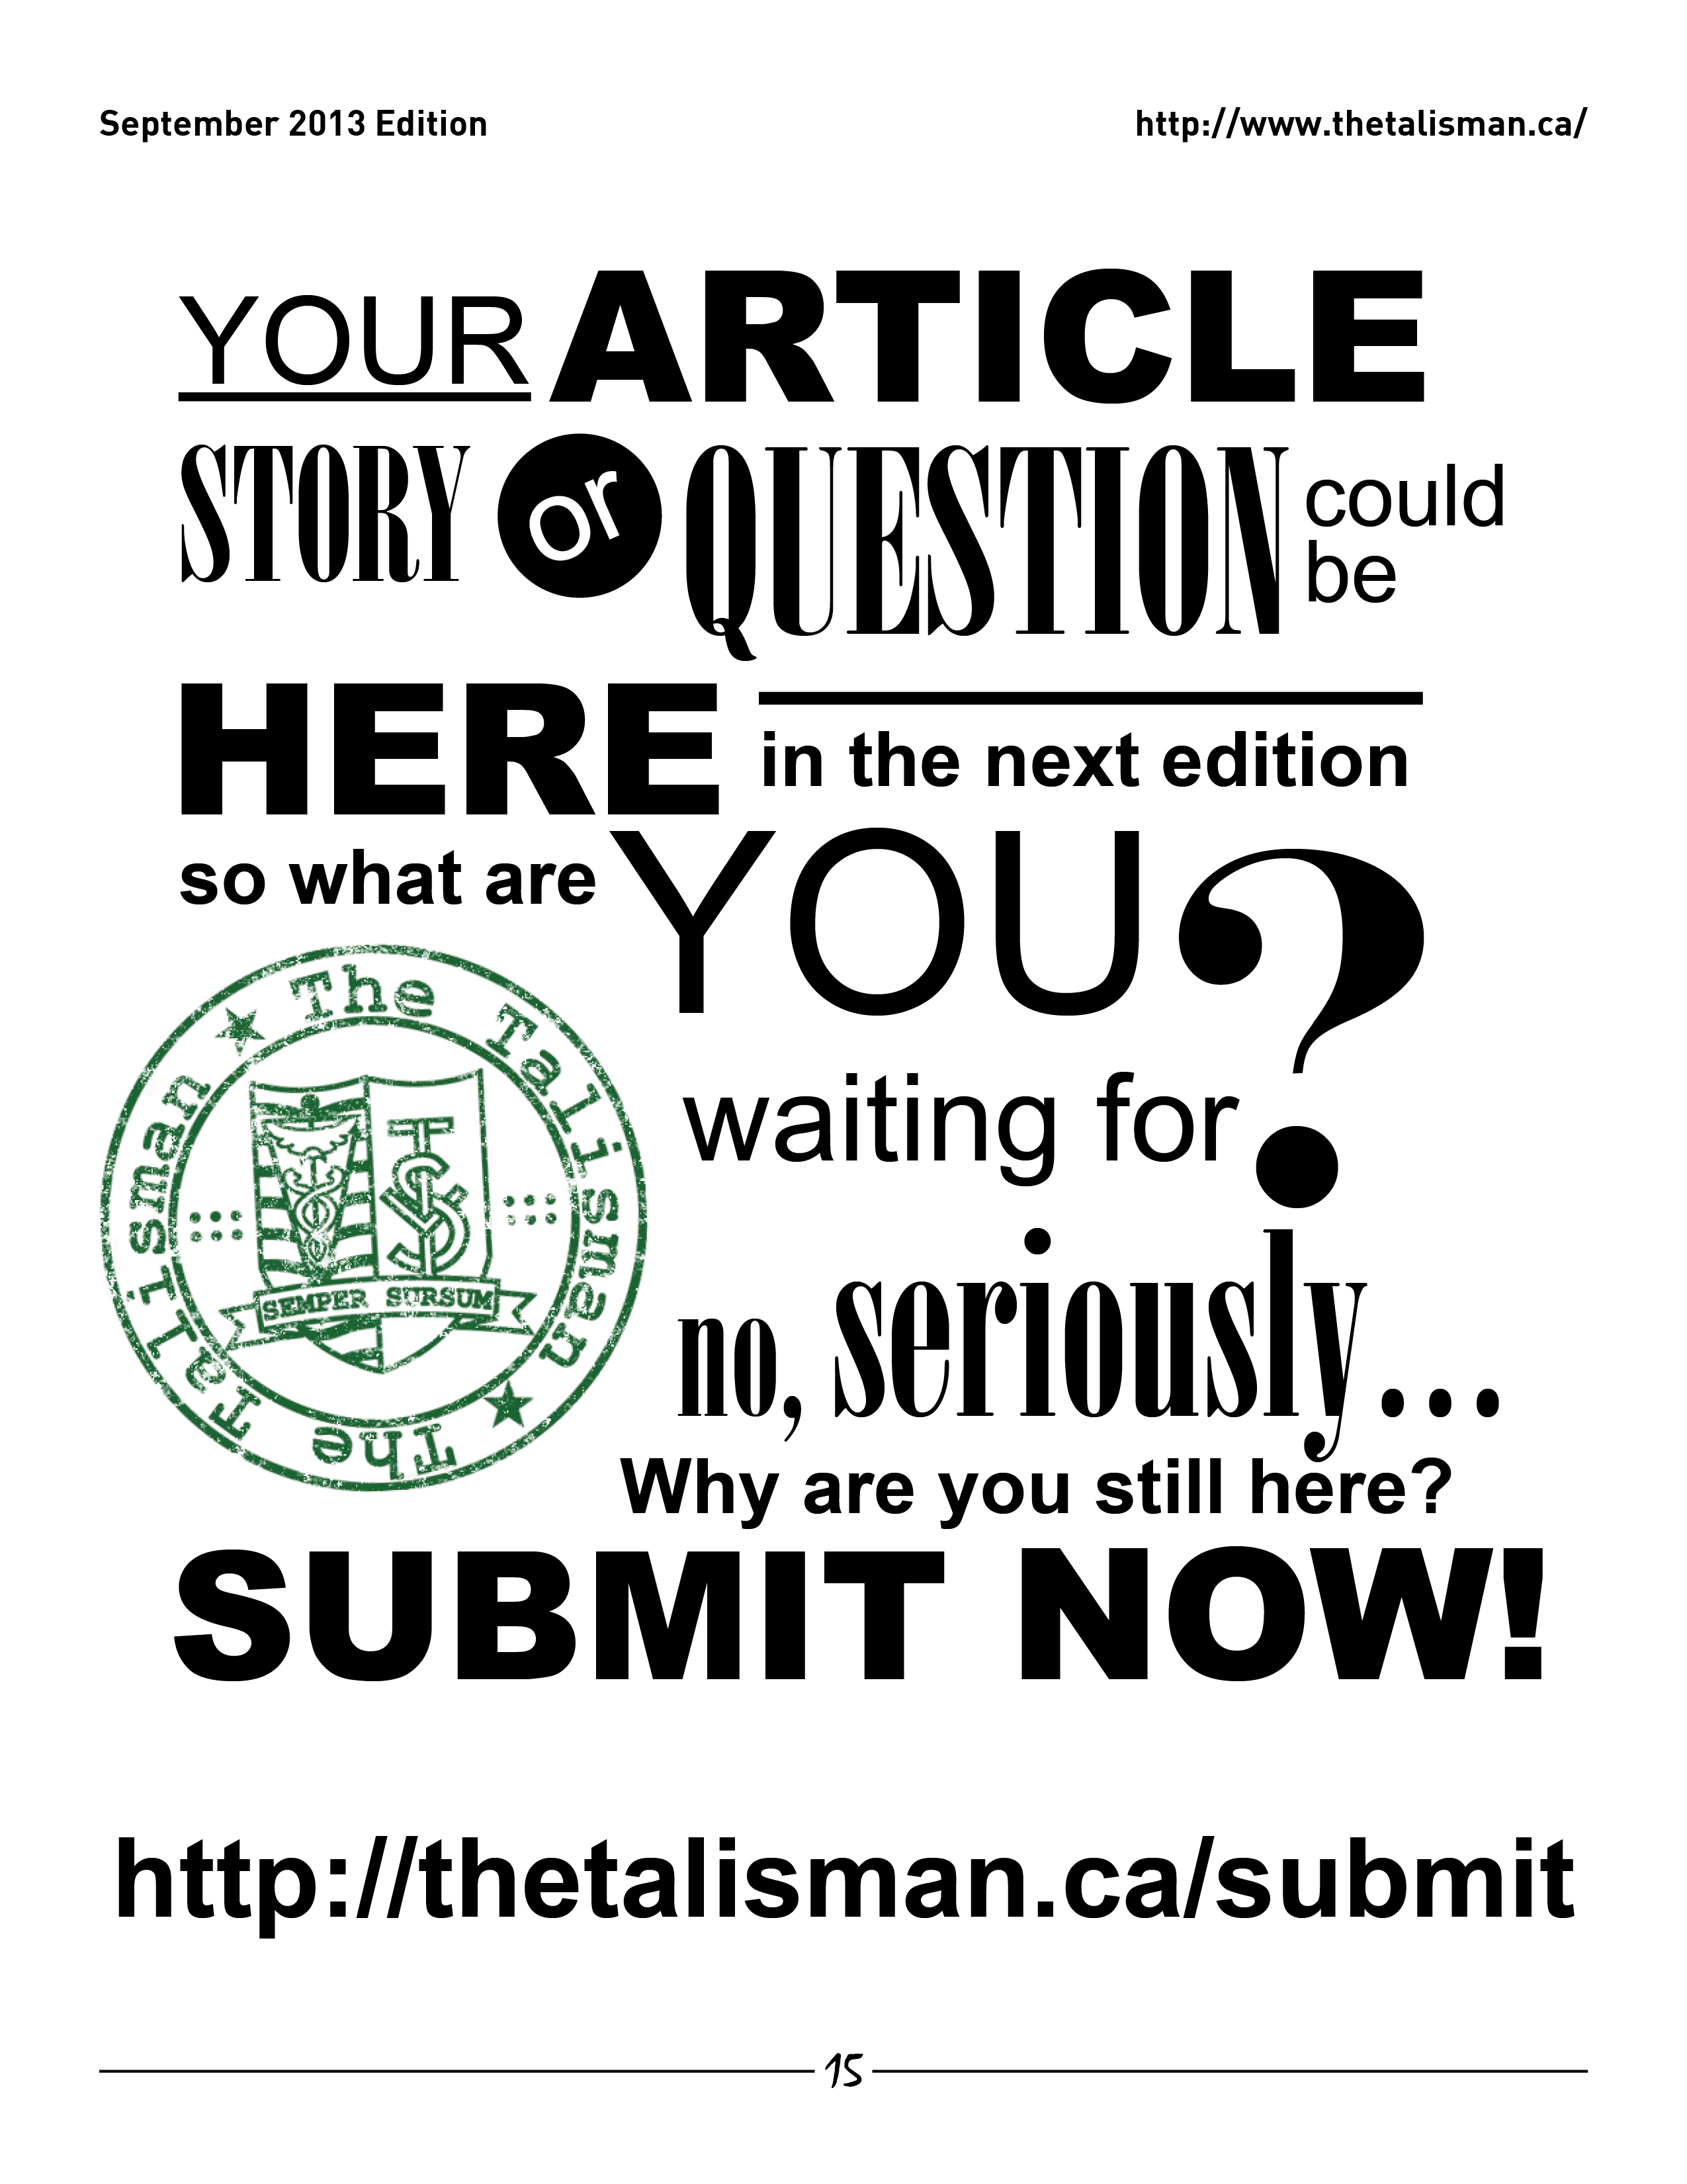 September 2013 Edition
http://www.thetalisman.ca/
YOUR ARTICLE
STORY or QUESTION could
be
HERE in the next edition
so what are YOU?
waiting for
no, seriously...
Why are you still here?
SUBMIT NOW!
The Talisman ★ The Talisman ★
TSS
SEMPER SURSUM
http://thetalisman.ca/submit
15